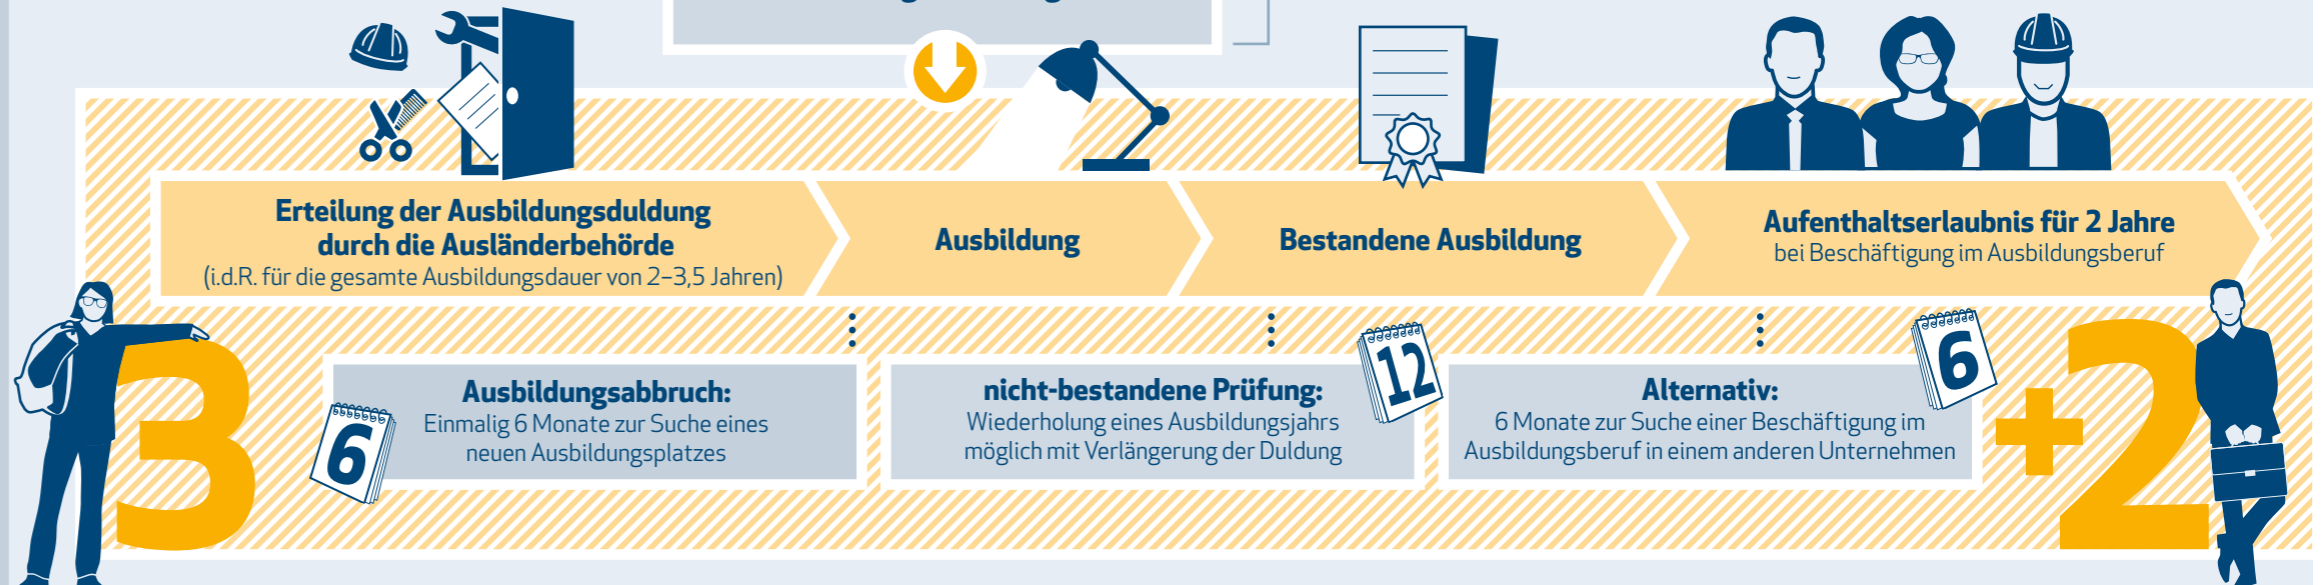 Erteilung der Ausbildungsduldung
durch die Ausländerbehörde
(i.d.R. für die gesamte Ausbildungsdauer von 2–3,5 Jahren)
Ausbildung
Bestandene Ausbildung
Aufenthaltserlaubnis für 2 Jahre
bei Beschäftigung im Ausbildungsberuf
3
6
Ausbildungsabbruch:
Einmalig 6 Monate zur Suche eines
neuen Ausbildungsplatzes
nicht-bestandene Prüfung:
Wiederholung eines Ausbildungsjahrs
möglich mit Verlängerung der Duldung
12
Alternativ:
6 Monate zur Suche einer Beschäftigung im
Ausbildungsberuf in einem anderen Unternehmen
6
+2